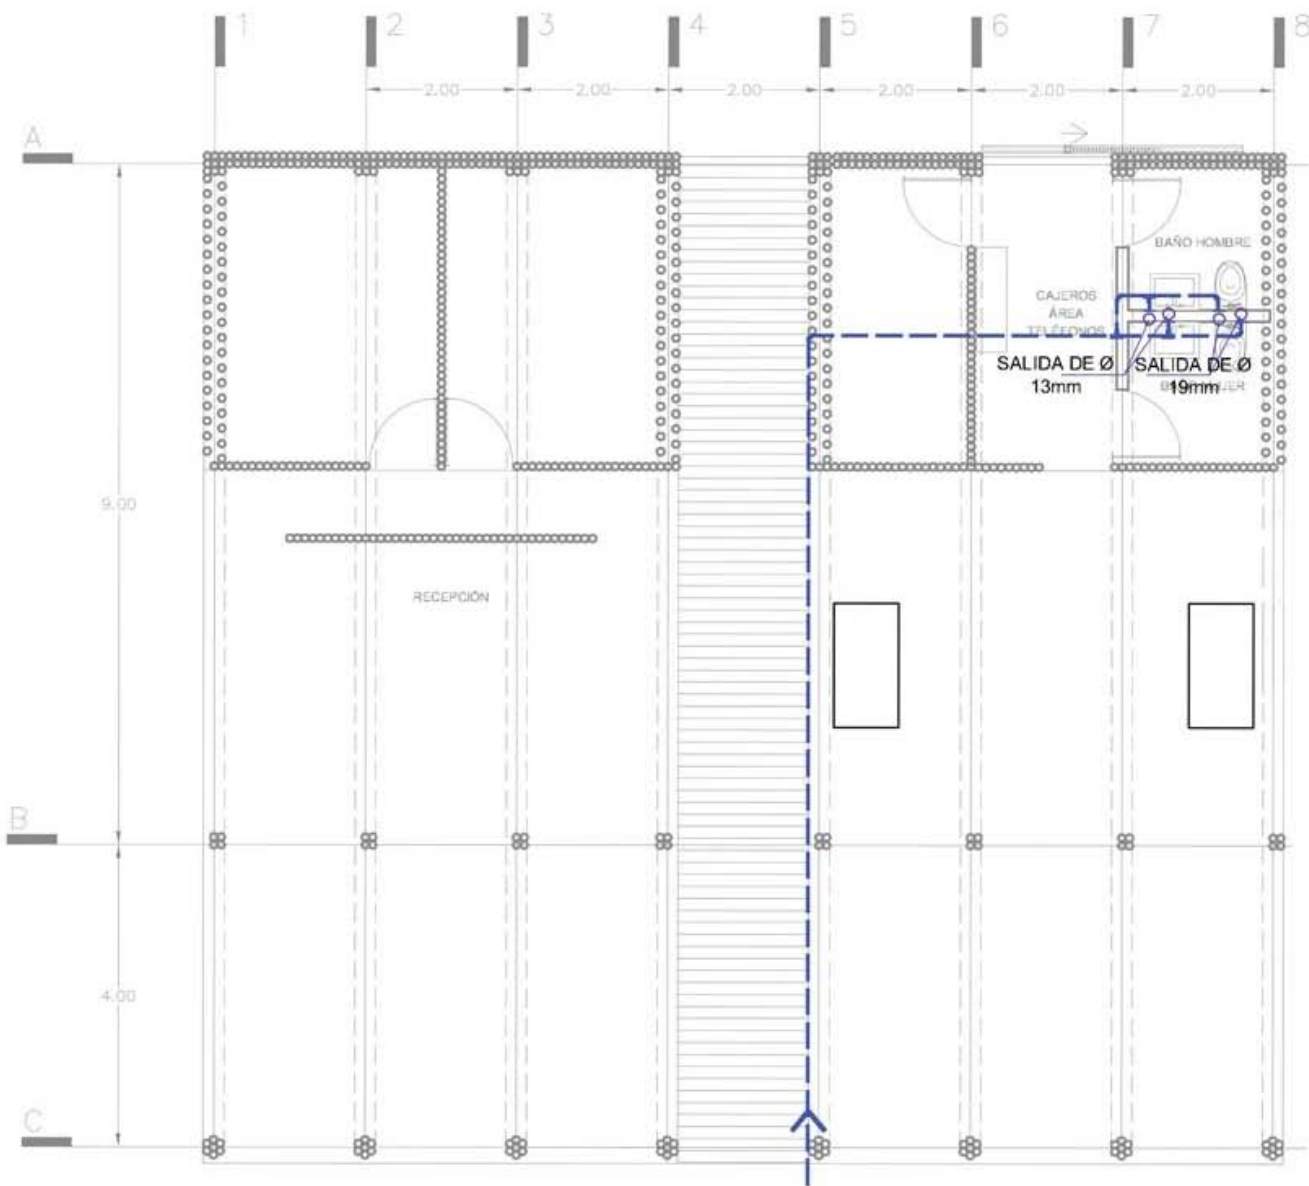 1 2 3 4 5 6 7 8
2.00 2.00 2.00 2.00 2.00 2.00
A
BAÑO HOMBRE
CAJEROS
ÁREA
TELÉFONOS
SALIDA DE Ø
13mm
SALIDA DE Ø
19mm
9.00
RECEPCIÓN
B
4.00
C